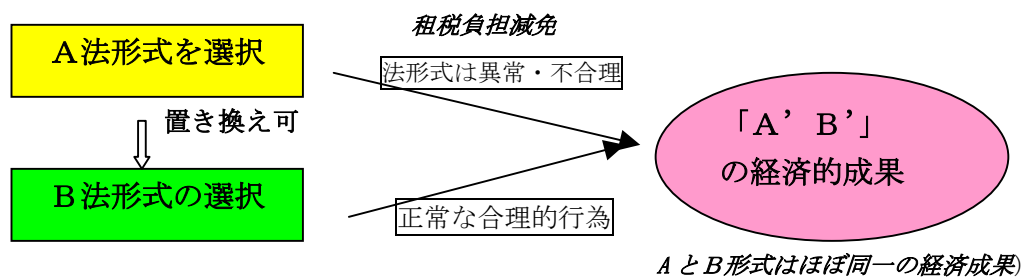 租税負担減免
A法形式を選択
法形式は異常・不合理
置き換え可
「A’B’」
の経済的成果
B法形式の選択
正常な合理的行為
AとB形式はほぼ同一の経済成果)